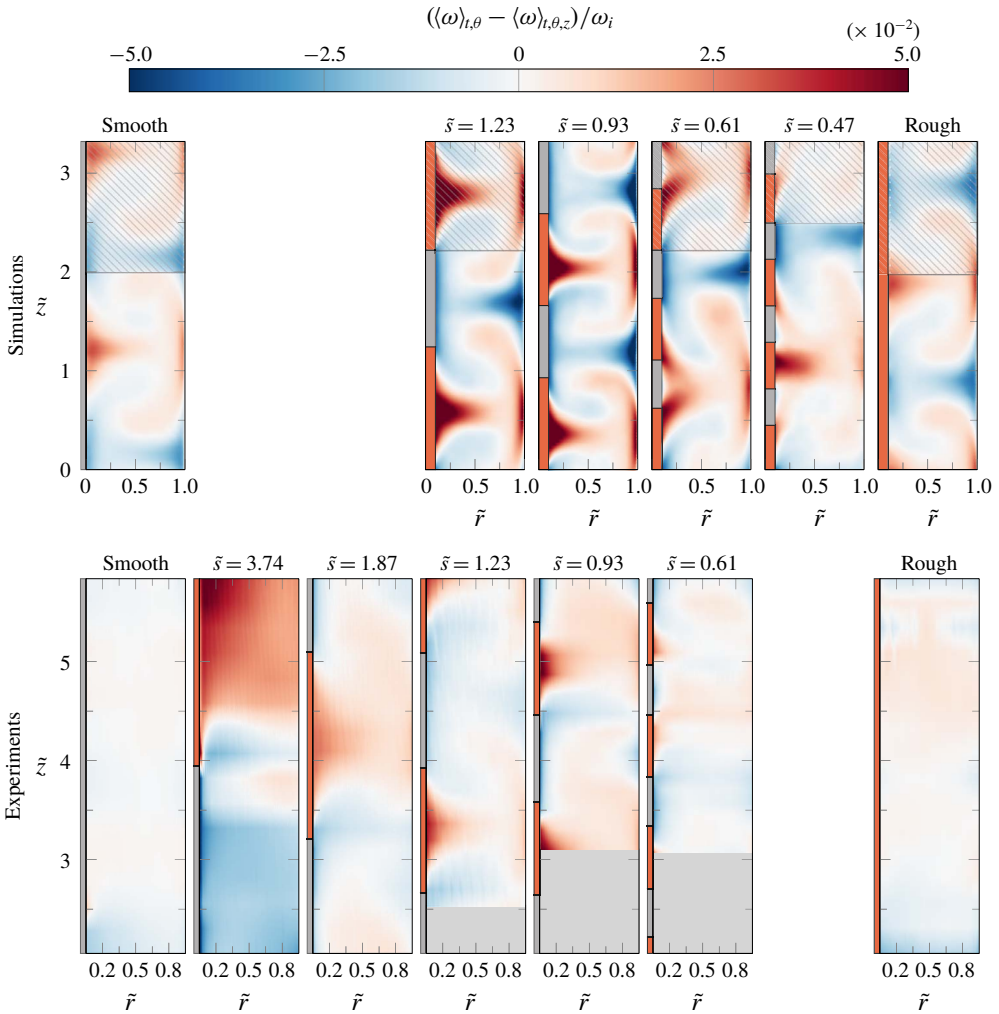 (⟨ω⟩t,θ − ⟨ω⟩t,θ,z)/ωi
(× 10−2)
−5.0 −2.5 0 2.5 5.0
Smooth s̃ = 1.23 s̃ = 0.93 s̃ = 0.61 s̃ = 0.47 Rough
3
2
1
0
Simulations
z̃
0 0.5 1.0 0 0.5 1.0 0.5 1.0 0.5 1.0 0.5 1.0 0.5 1.0
r̃ r̃ r̃ r̃ r̃
Smooth s̃ = 3.74 s̃ = 1.87 s̃ = 1.23 s̃ = 0.93 s̃ = 0.61 Rough
5
4
3
Experiments
z̃
0.2 0.5 0.8 0.2 0.5 0.8 0.2 0.5 0.8 0.2 0.5 0.8 0.2 0.5 0.8 0.2 0.5 0.8 0.2 0.5 0.8
r̃ r̃ r̃ r̃ r̃ r̃ r̃